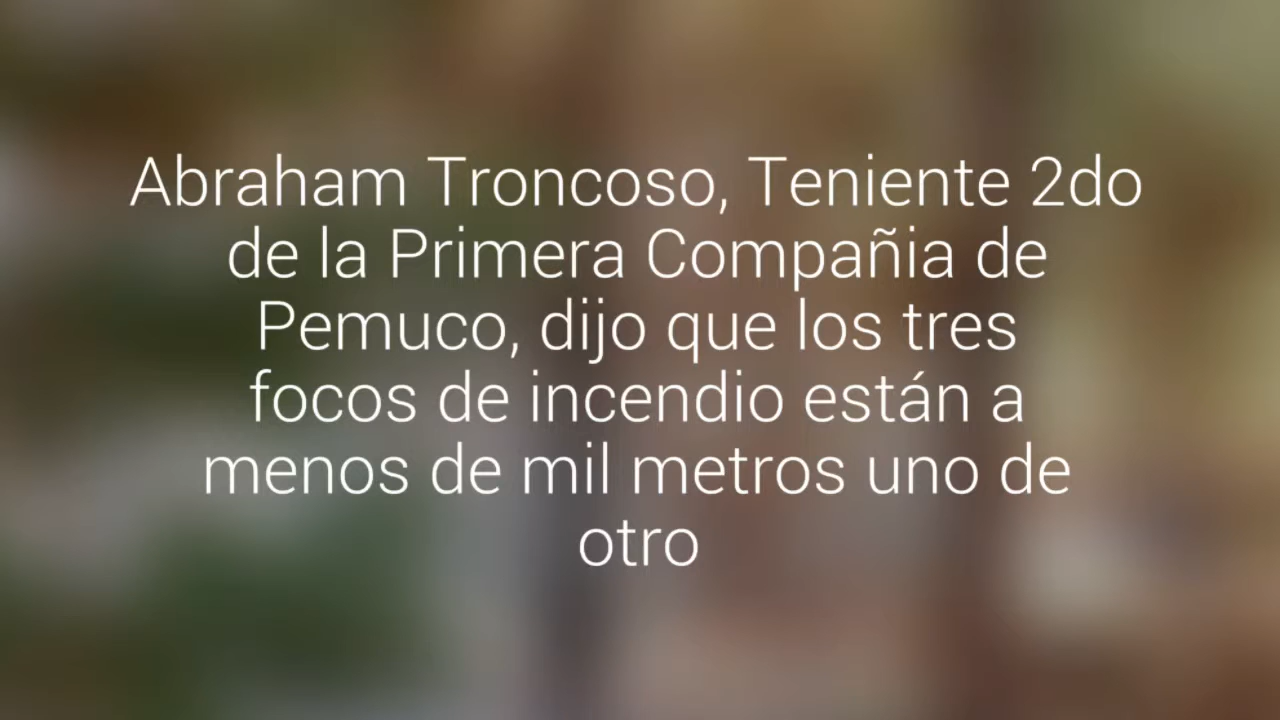 Abraham Troncoso, Teniente 2do
de la Primera Compañia de
Pemuco, dijo que los tres
focos de incendio están a
menos de mil metros uno de
otro